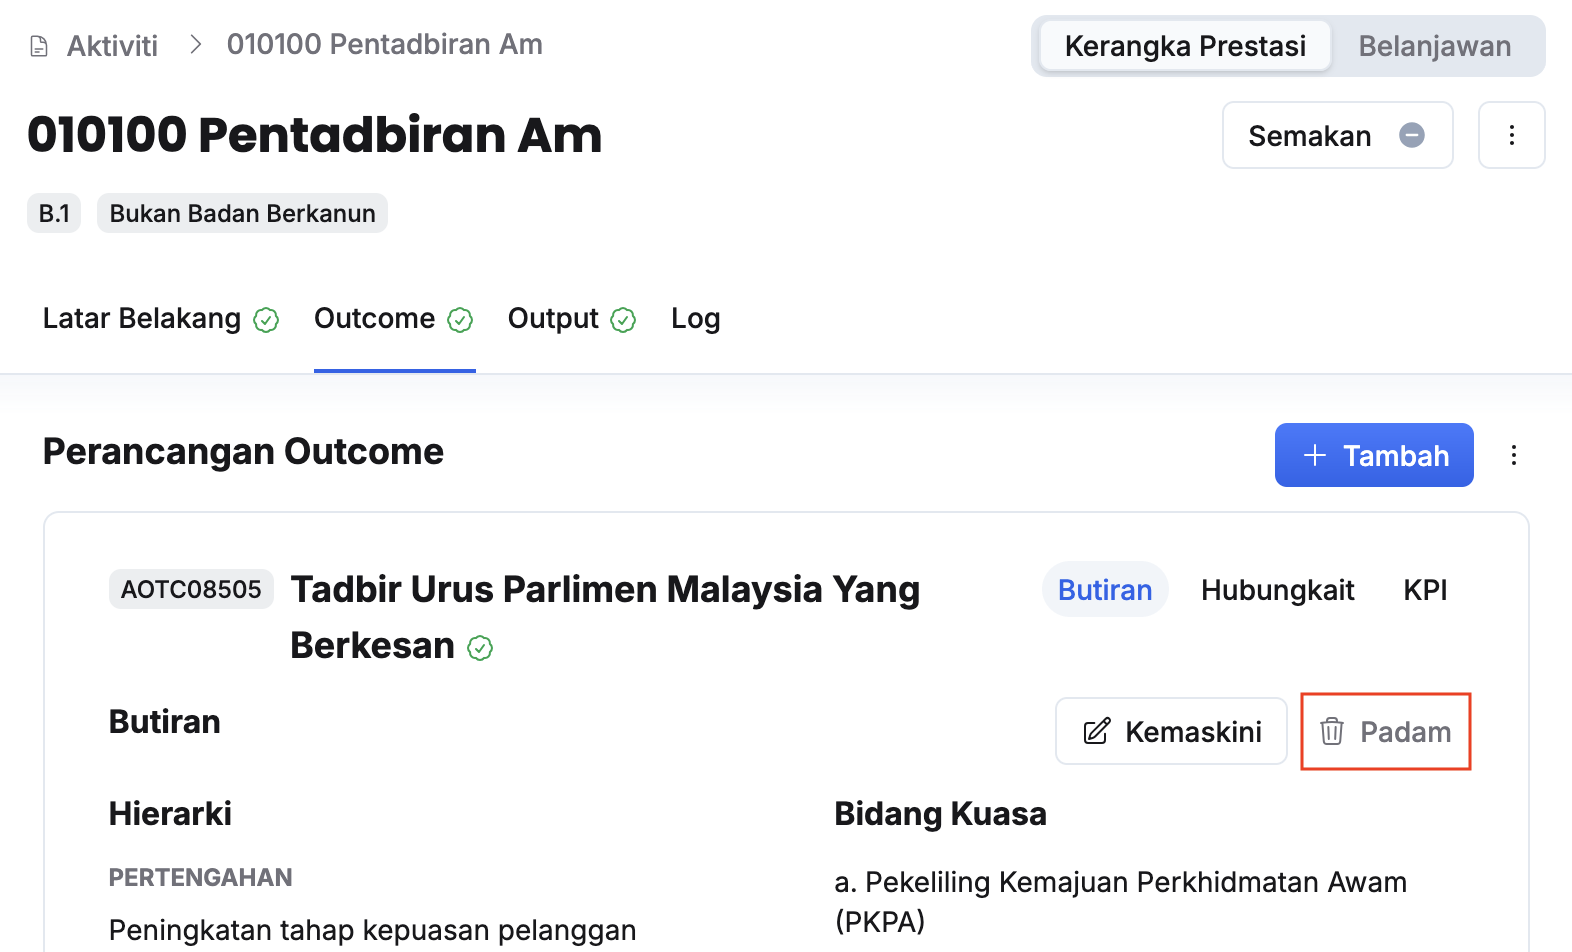 Aktiviti > 010100 Pentadbiran Am
Kerangka Prestasi Belanjawan
010100 Pentadbiran Am
Semakan
B.1 Bukan Badan Berkanun
Latar Belakang Outcome Output Log
Perancangan Outcome
+ Tambah
AOTC08505 Tadbir Urus Parlimen Malaysia Yang
Berkesan
Butiran Hubungkait KPI
Butiran
Kemaskini Padam
Hierarki
PERTENGAHAN
Peningkatan tahap kepuasan pelanggan
Bidang Kuasa
a. Pekeliling Kemajuan Perkhidmatan Awam
(PKPA)